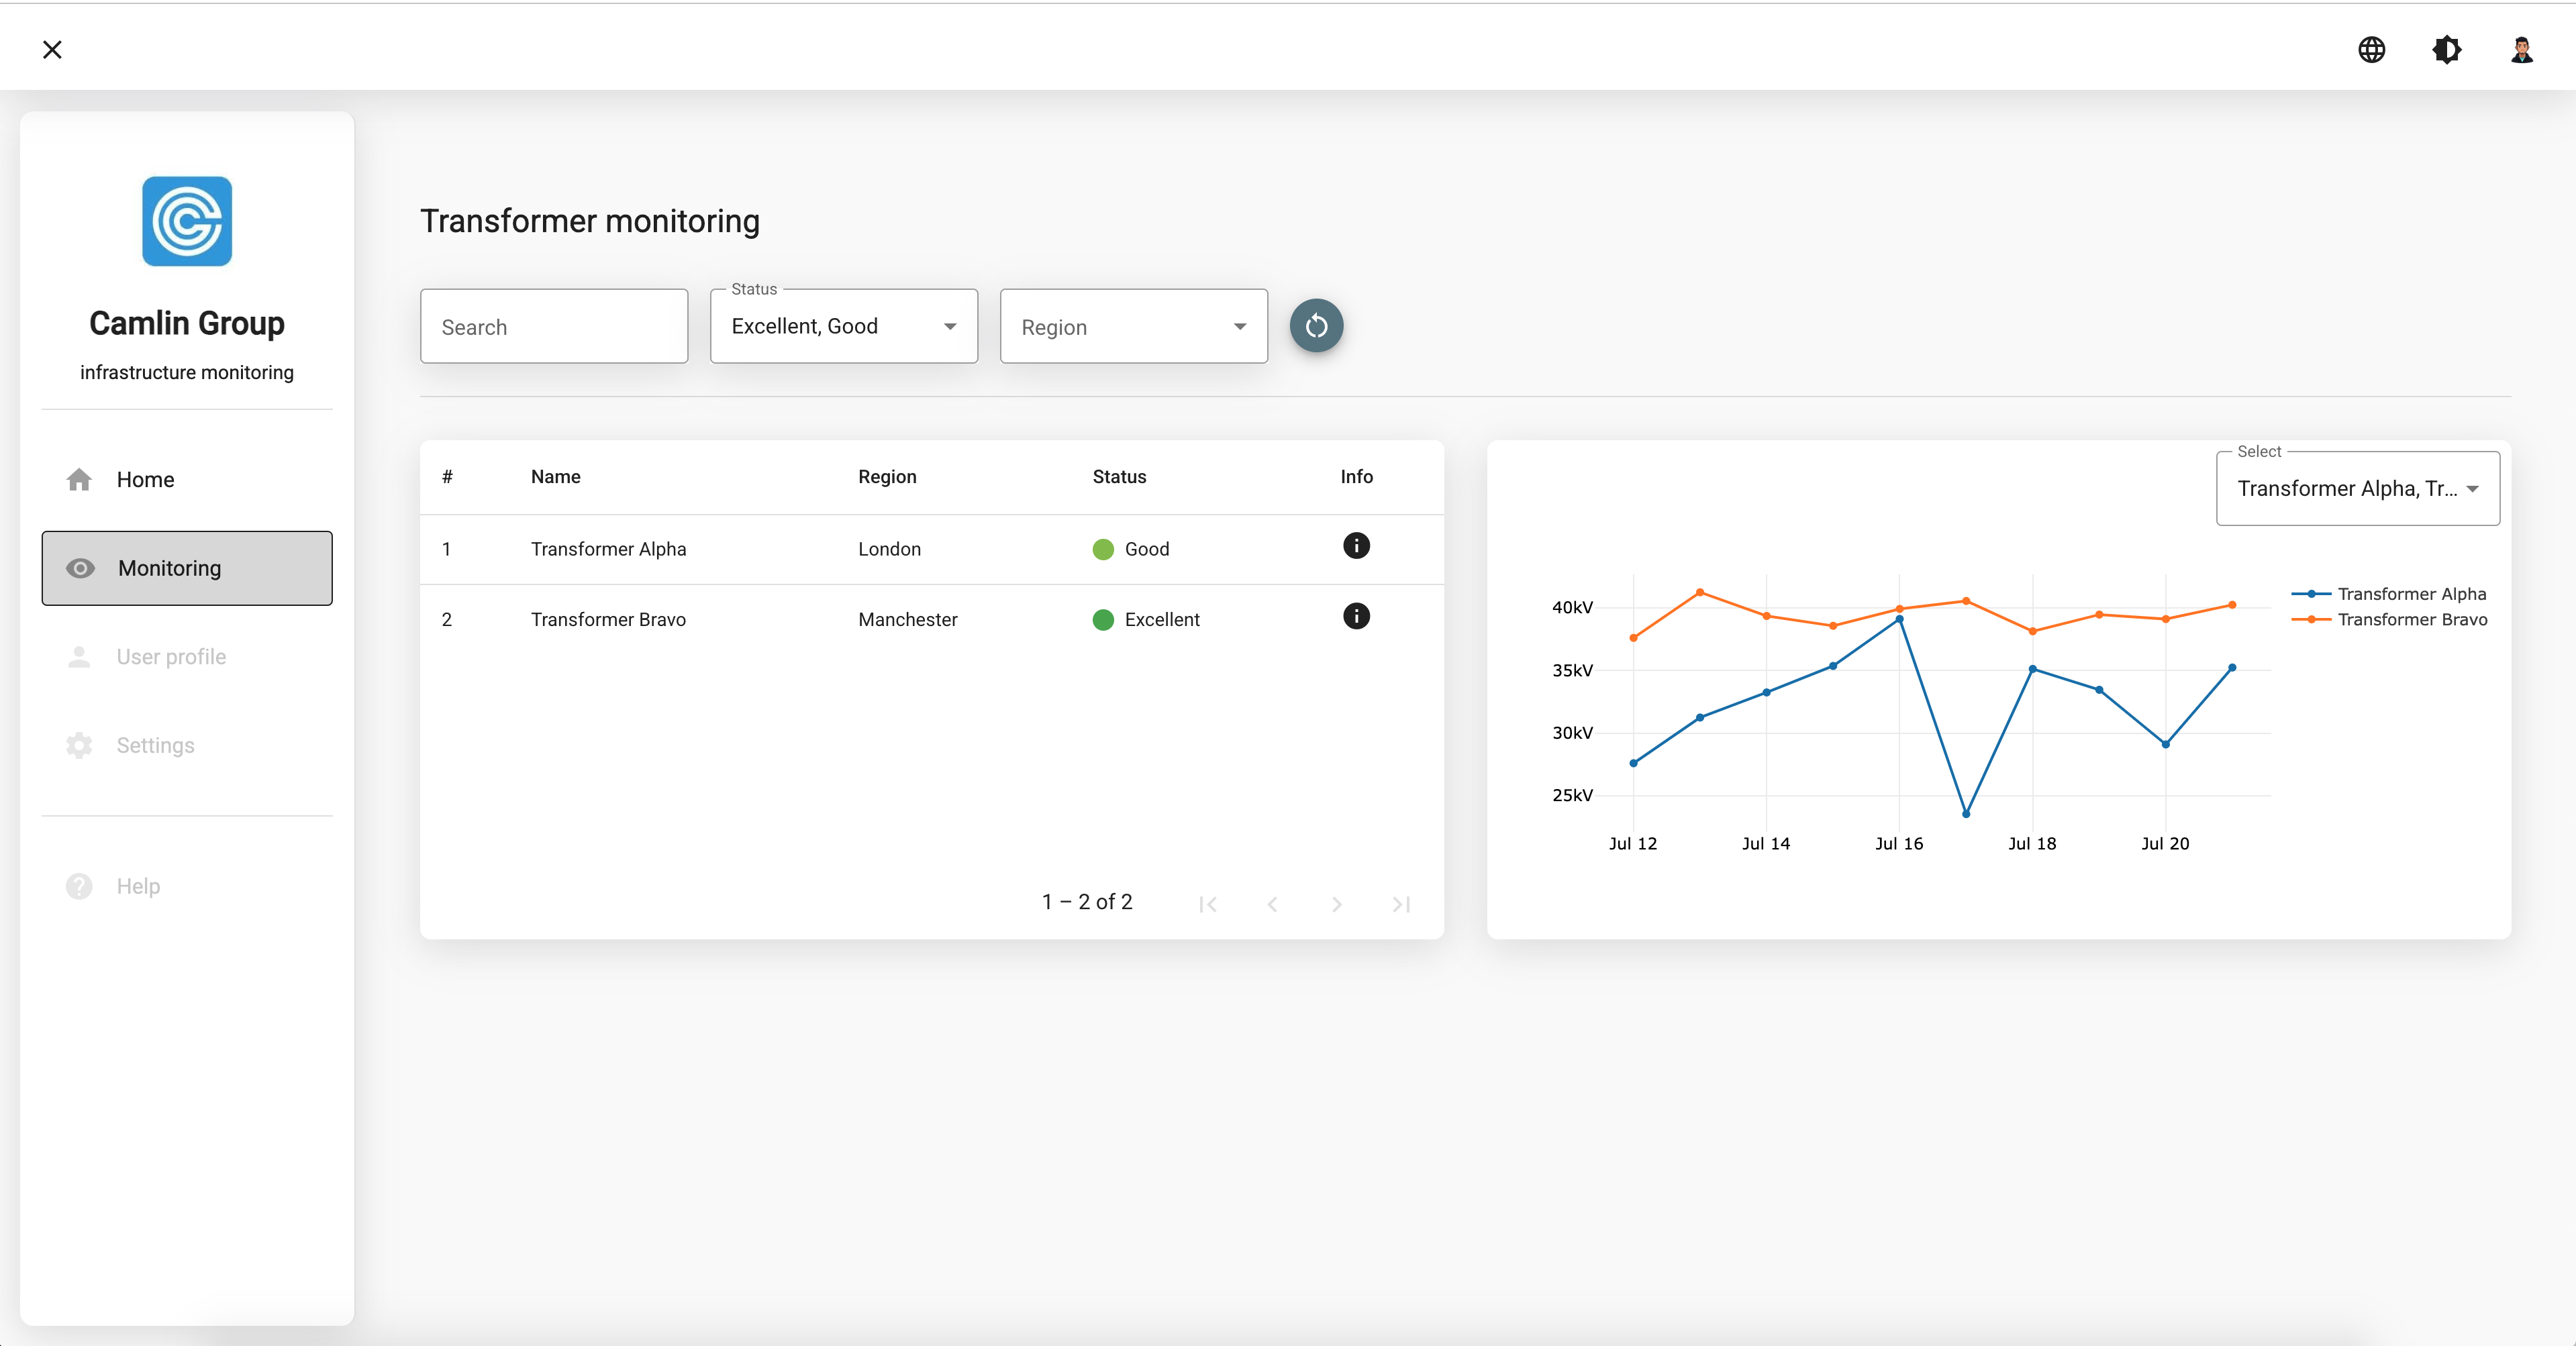 Camlin Group
infrastructure monitoring
Home
Monitoring
User profile
Settings
Help
Transformer monitoring
Search
Status
Excellent, Good
Region
# Name Region Status Info
1 Transformer Alpha London Good
2 Transformer Bravo Manchester Excellent
1 – 2 of 2
Select
Transformer Alpha, Tr...
40kV
35kV
30kV
25kV
Jul 12 Jul 14 Jul 16 Jul 18 Jul 20
Transformer Alpha
Transformer Bravo